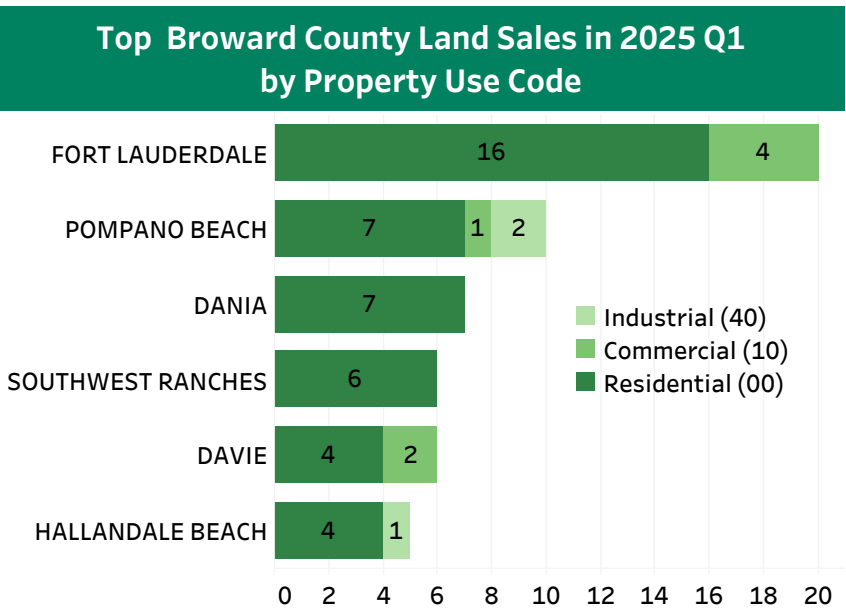 Top Broward County Land Sales in 2025 Q1
by Property Use Code
FORT LAUDERDALE 16 4
POMPANO BEACH 7 1 2
DANIA 7
Industrial (40)
Commercial (10)
Residential (00)
SOUTHWEST RANCHES 6
DAVIE 4 2
HALLANDALE BEACH 4 1
0 2 4 6 8 10 12 14 16 18 20